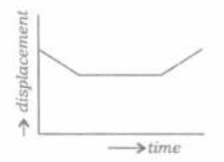 → displacement
→ time